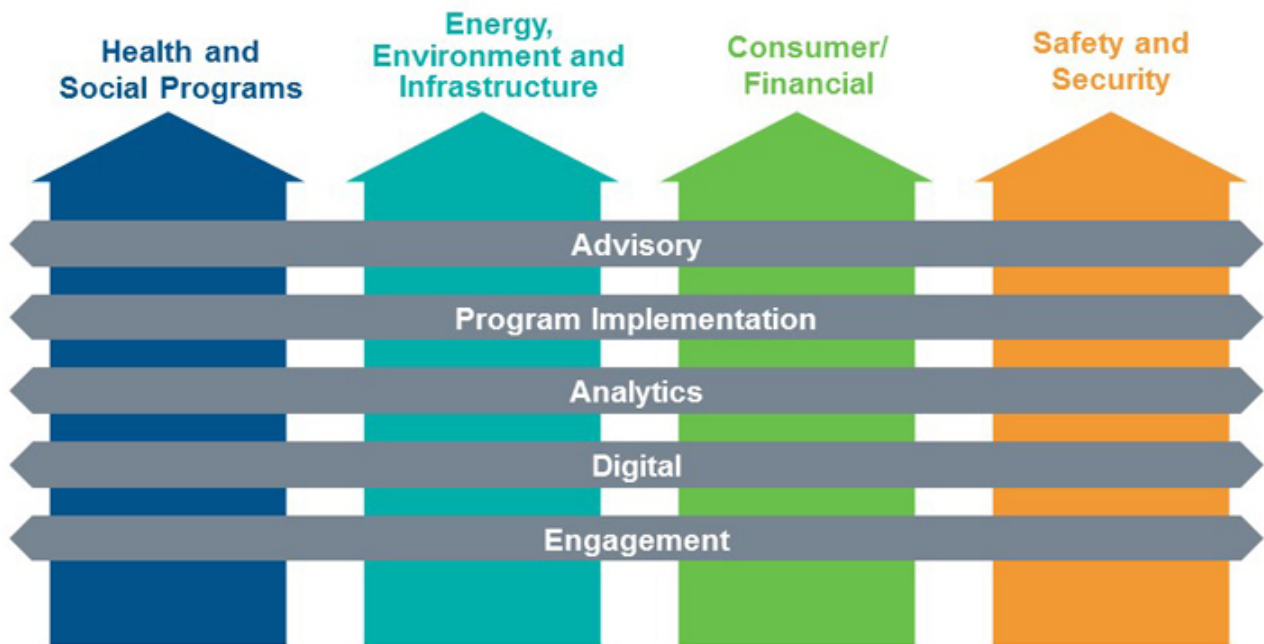 Health and
Social Programs
Energy,
Environment and
Infrastructure
Consumer/
Financial
Safety and
Security
Advisory
Program Implementation
Analytics
Digital
Engagement